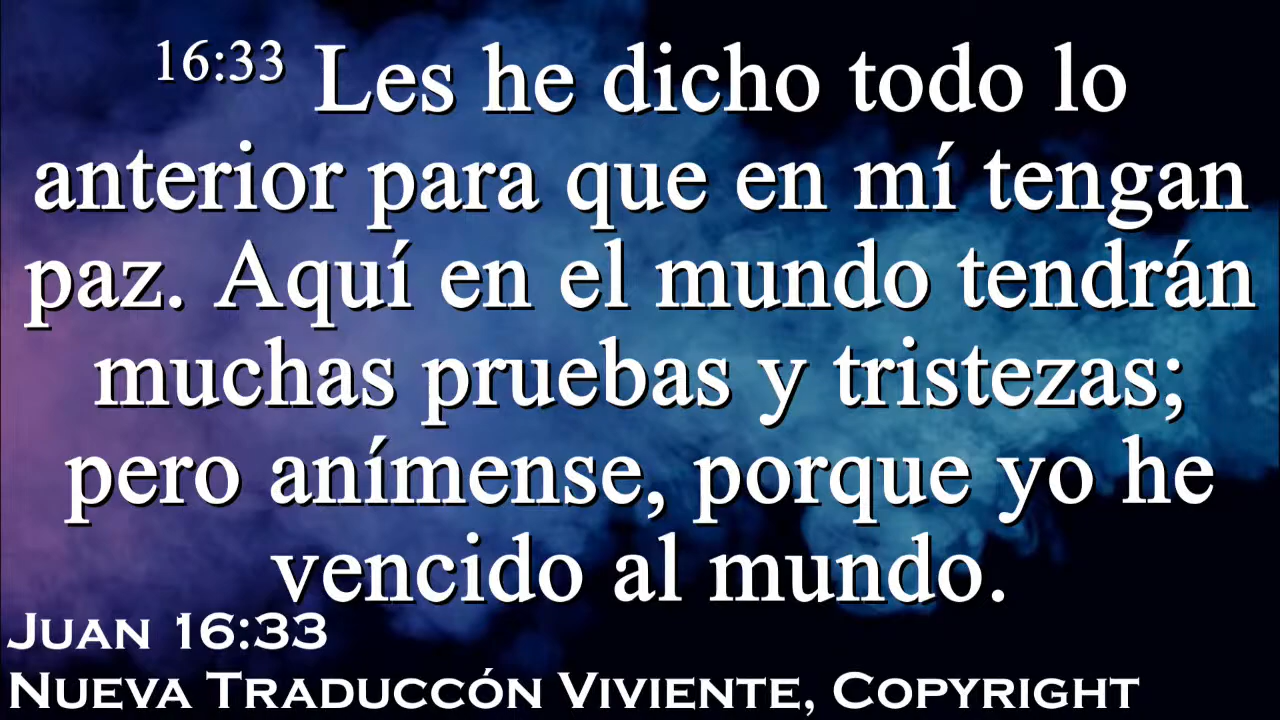 16:33 Les he dicho todo lo
anterior para que en mí tengan
paz. Aquí en el mundo tendrán
muchas pruebas y tristezas;
pero anímense, porque yo he
vencido al mundo.
Juan 16:33
Nueva Traduccón Viviente, Copyright